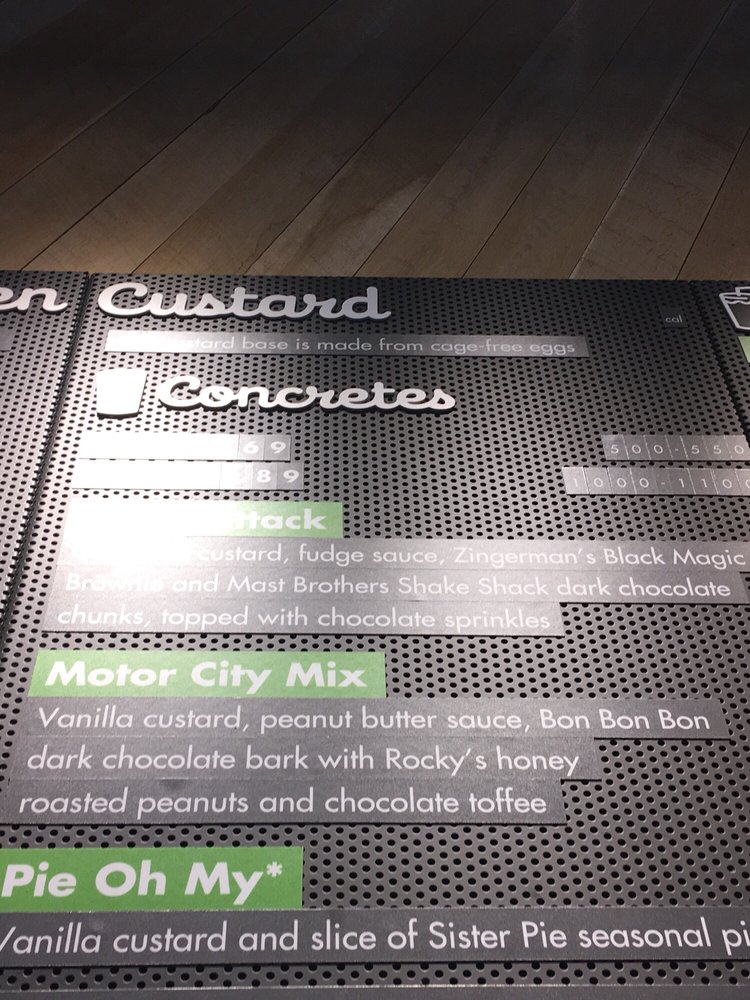 en Custard
cal
stard base is made from cage-free eggs
Concretes
69 500-550
89 1000-110
ttack
custard, fudge sauce, Zingerman's Black Magic
Brownie and Mast Brothers Shake Shack dark chocolate
chunks, topped with chocolate sprinkles
Motor City Mix
Vanilla custard, peanut butter sauce, Bon Bon Bon
dark chocolate bark with Rocky's honey
roasted peanuts and chocolate toffee
Pie Oh My*
Vanilla custard and slice of Sister Pie seasonal pi